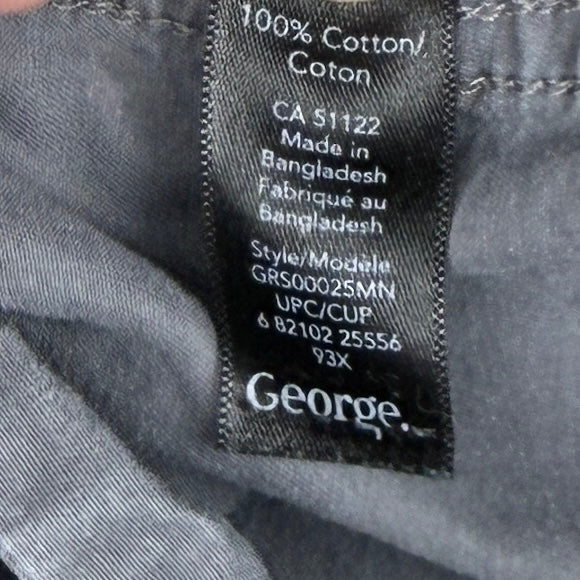 100% Cotton/
Coton
CA 51122
Made in
Bangladesh
Fabriqué au
Bangladesh
Style/Modèle
GRS00025MN
UPC/CUP
6 82102 25556
93X
George.